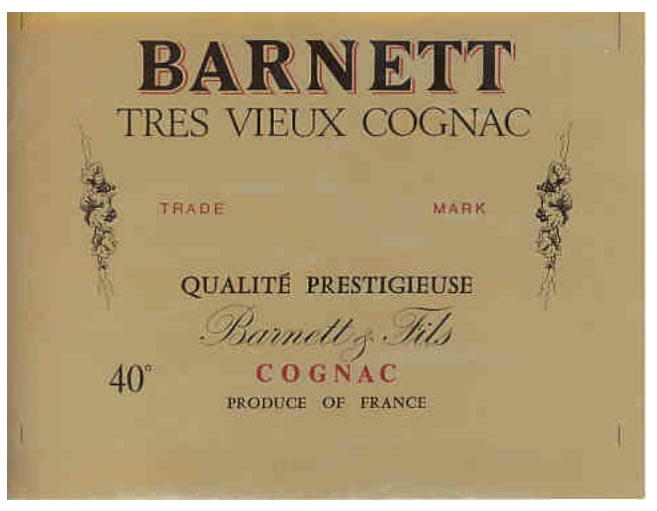 BARNETT
TRES VIEUX COGNAC
TRADE MARK
QUALITÉ PRESTIGIEUSE
Barnett & Fils
40° COGNAC
PRODUCE OF FRANCE